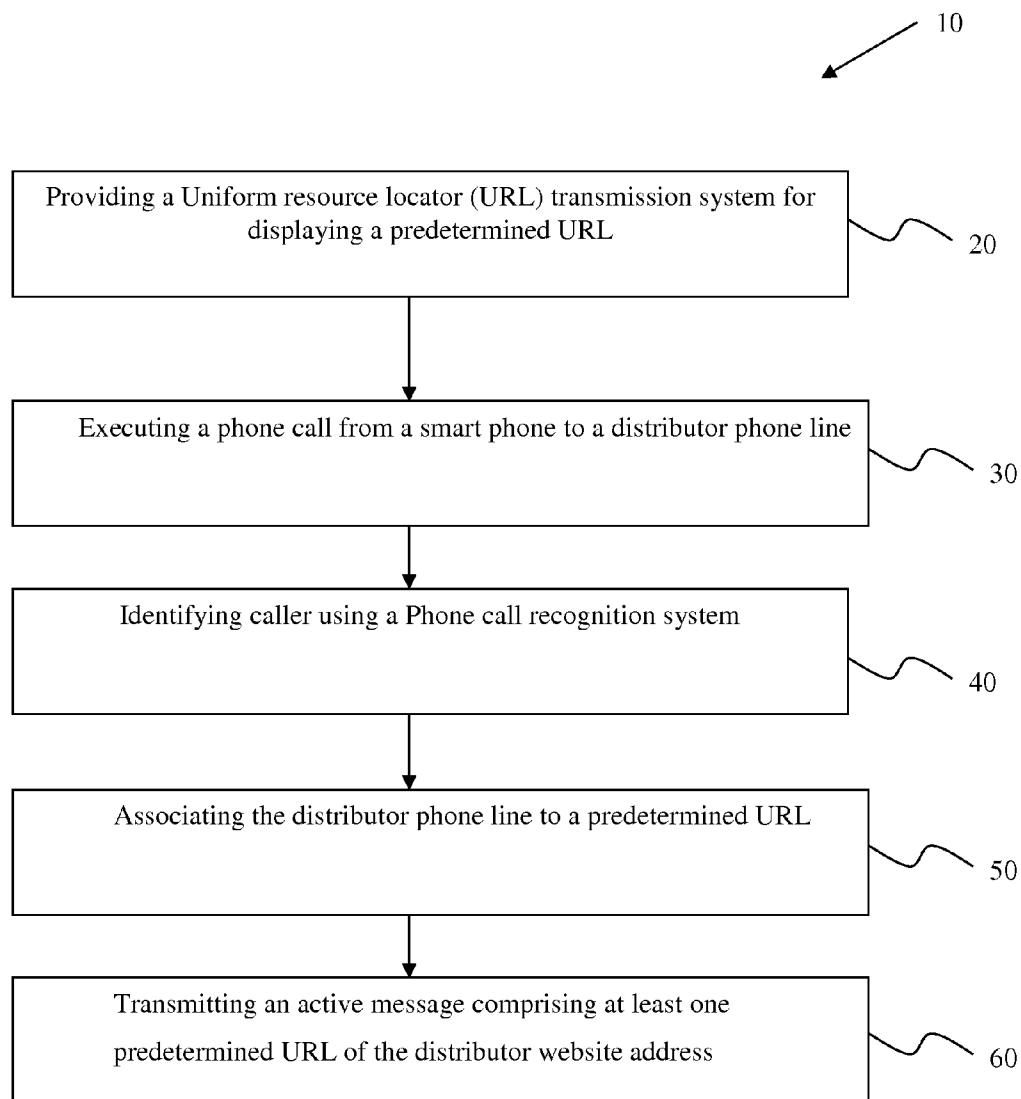 10
Providing a Uniform resource locator (URL) transmission system for
displaying a predetermined URL
20
Executing a phone call from a smart phone to a distributor phone line
30
Identifying caller using a Phone call recognition system
40
Associating the distributor phone line to a predetermined URL
50
Transmitting an active message comprising at least one
predetermined URL of the distributor website address
60